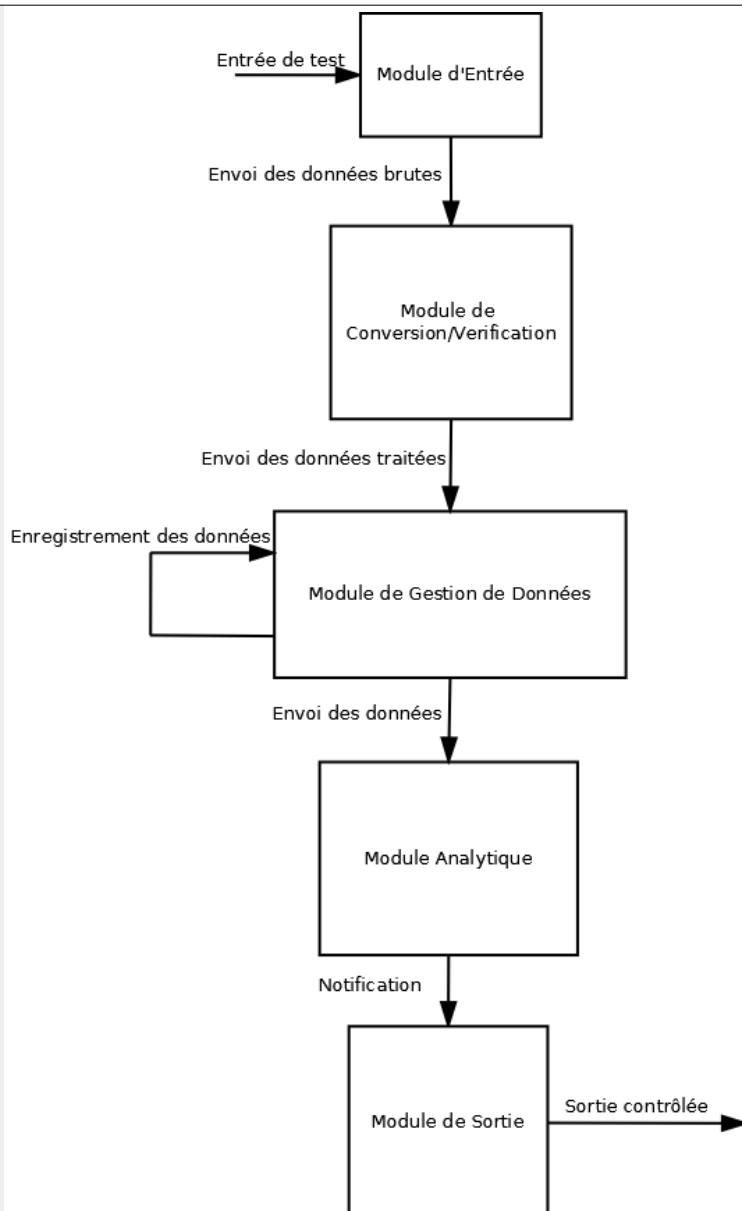 Entrée de test
Module d'Entrée
Envoi des données brutes
Module de
Conversion/Verification
Envoi des données traitées
Enregistrement des données
Module de Gestion de Données
Envoi des données
Module Analytique
Notification
Module de Sortie
Sortie contrôlée